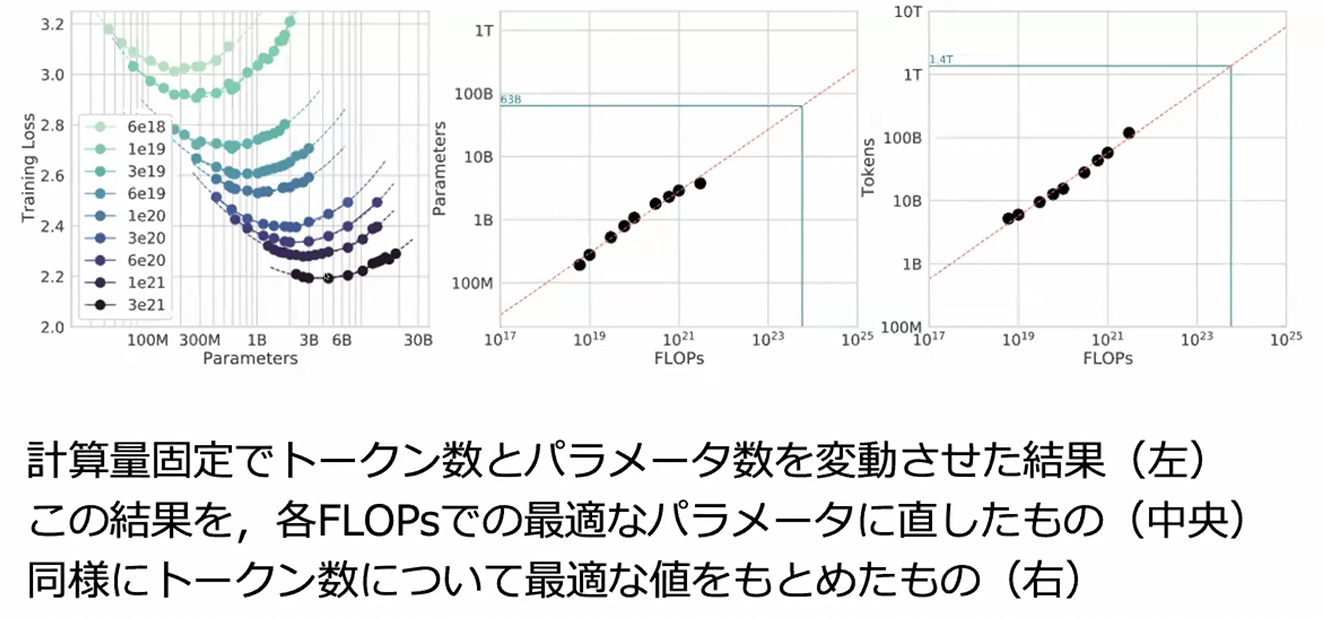 3.2
3.0
2.8
2.6
2.4
2.2
2.0
Training Loss
6e18
1e19
3e19
6e19
1e20
3e20
6e20
1e21
3e21
100M 300M 1B 3B 6B 30B
Parameters
1T
100B
10B
1B
100M
Parameters
63B
10^17 10^19 10^21 10^23 10^25
FLOPs
10T
1T
100B
10B
1B
100M
Tokens
1.4T
10^17 10^19 10^21 10^23 10^25
FLOPs
計算量固定でトークン数とパラメータ数を変動させた結果（左）
この結果を，各FLOPsでの最適なパラメータに直したもの（中央）
同様にトークン数について最適な値をもとめたもの（右）